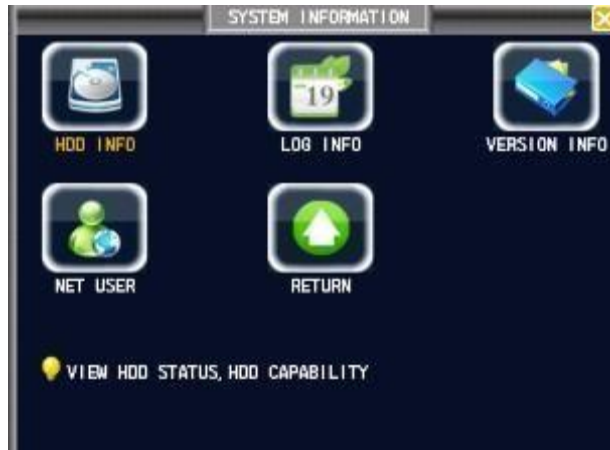 SYSTEM INFORMATION
19
HDD INFO LOG INFO VERSION INFO
NET USER RETURN
VIEW HDD STATUS, HDD CAPABILITY